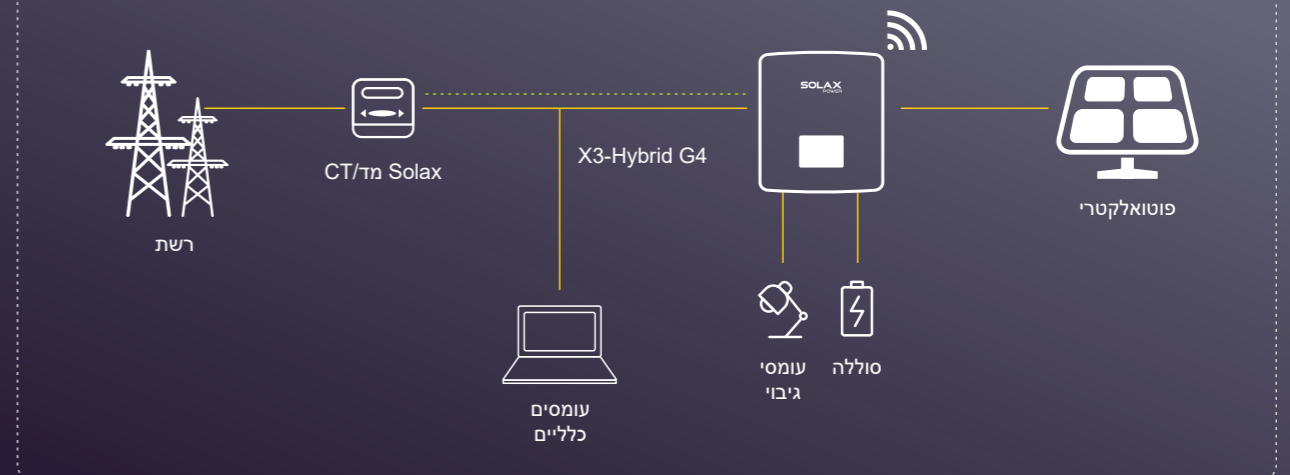 SOLAX
POWER
X3-Hybrid G4
Solax מד/CT
פוטואלקטרי
רשת
סוללה
עומסי
גיבוי
עומסים
כלליים